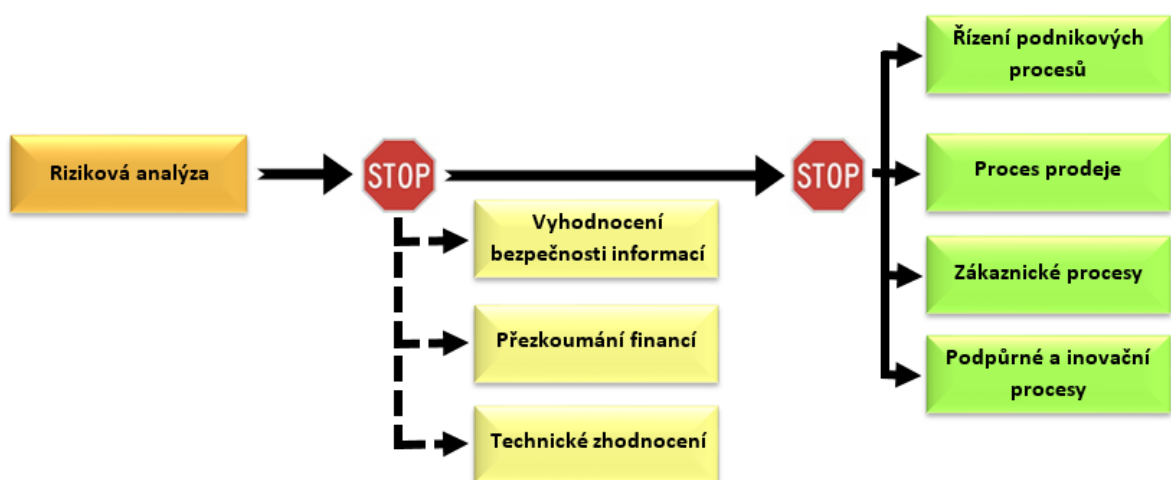 Riziková analýza
STOP
Vyhodnocení
bezpečnosti informací
Přezkoumání financí
Technické zhodnocení
STOP
Řízení podnikových
procesů
Proces prodeje
Zákaznické procesy
Podpůrné a inovační
procesy